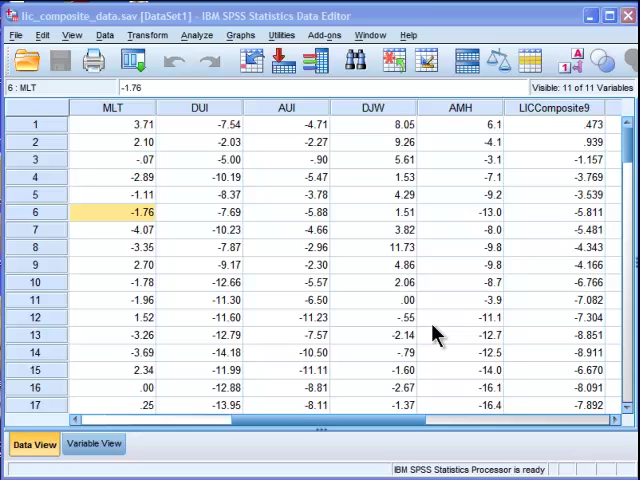 lic_composite_data.sav [DataSet1] - IBM SPSS Statistics Data Editor
File Edit View Data Transform Analyze Graphs Utilities Add-ons Window Help
6 : MLT -1.76 Visible: 11 of 11 Variables
MLT DUI AUI DJW AMH LICComposite9
1 3.71 -7.54 -4.71 8.05 6.1 .473
2 2.10 -2.03 -2.27 9.26 -4.1 .939
3 -.07 -5.00 -.90 5.61 -3.1 -1.157
4 -2.89 -10.19 -5.47 1.53 -7.1 -3.769
5 -1.11 -8.37 -3.78 4.29 -9.2 -3.539
6 -1.76 -7.69 -5.88 1.51 -13.0 -5.811
7 -4.07 -10.23 -4.66 3.82 -8.0 -5.481
8 -3.35 -7.87 -2.96 11.73 -9.8 -4.343
9 2.70 -9.17 -2.30 4.86 -9.8 -4.166
10 -1.78 -12.66 -5.57 2.06 -8.7 -6.766
11 -1.96 -11.30 -6.50 .00 -3.9 -7.082
12 1.52 -11.60 -11.23 -.55 -11.1 -7.304
13 -3.26 -12.79 -7.57 -2.14 -12.7 -8.851
14 -3.69 -14.18 -10.50 -.79 -12.5 -8.911
15 2.34 -11.99 -11.11 -1.60 -14.0 -6.670
16 .00 -12.88 -8.81 -2.67 -16.1 -8.091
17 .25 -13.95 -8.11 -1.37 -16.4 -7.892
Data View Variable View
IBM SPSS Statistics Processor is ready